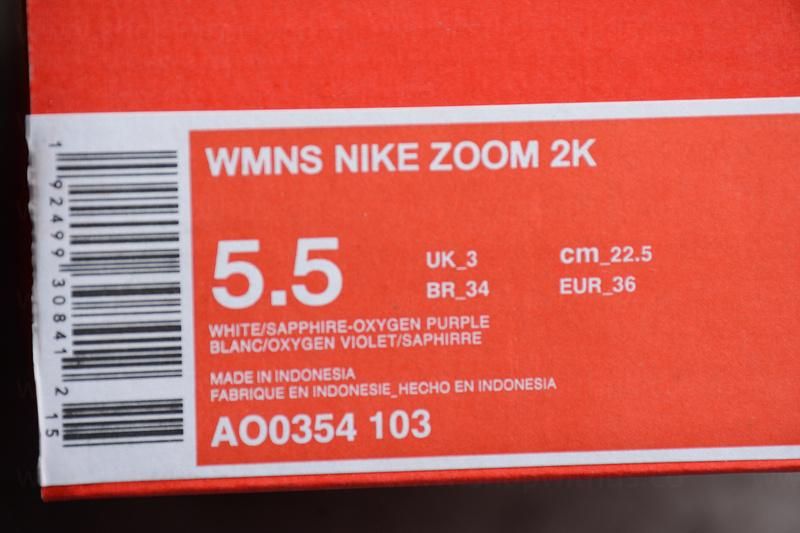 WMNS NIKE ZOOM 2K
5.5
UK_3
cm_22.5
BR_34
EUR_36
WHITE/SAPPHIRE-OXYGEN PURPLE
BLANC/OXYGEN VIOLET/SAPHIRRE
MADE IN INDONESIA
FABRIQUE EN INDONESIE_HECHO EN INDONESIA
AO0354 103
1 92499 30841 2 15